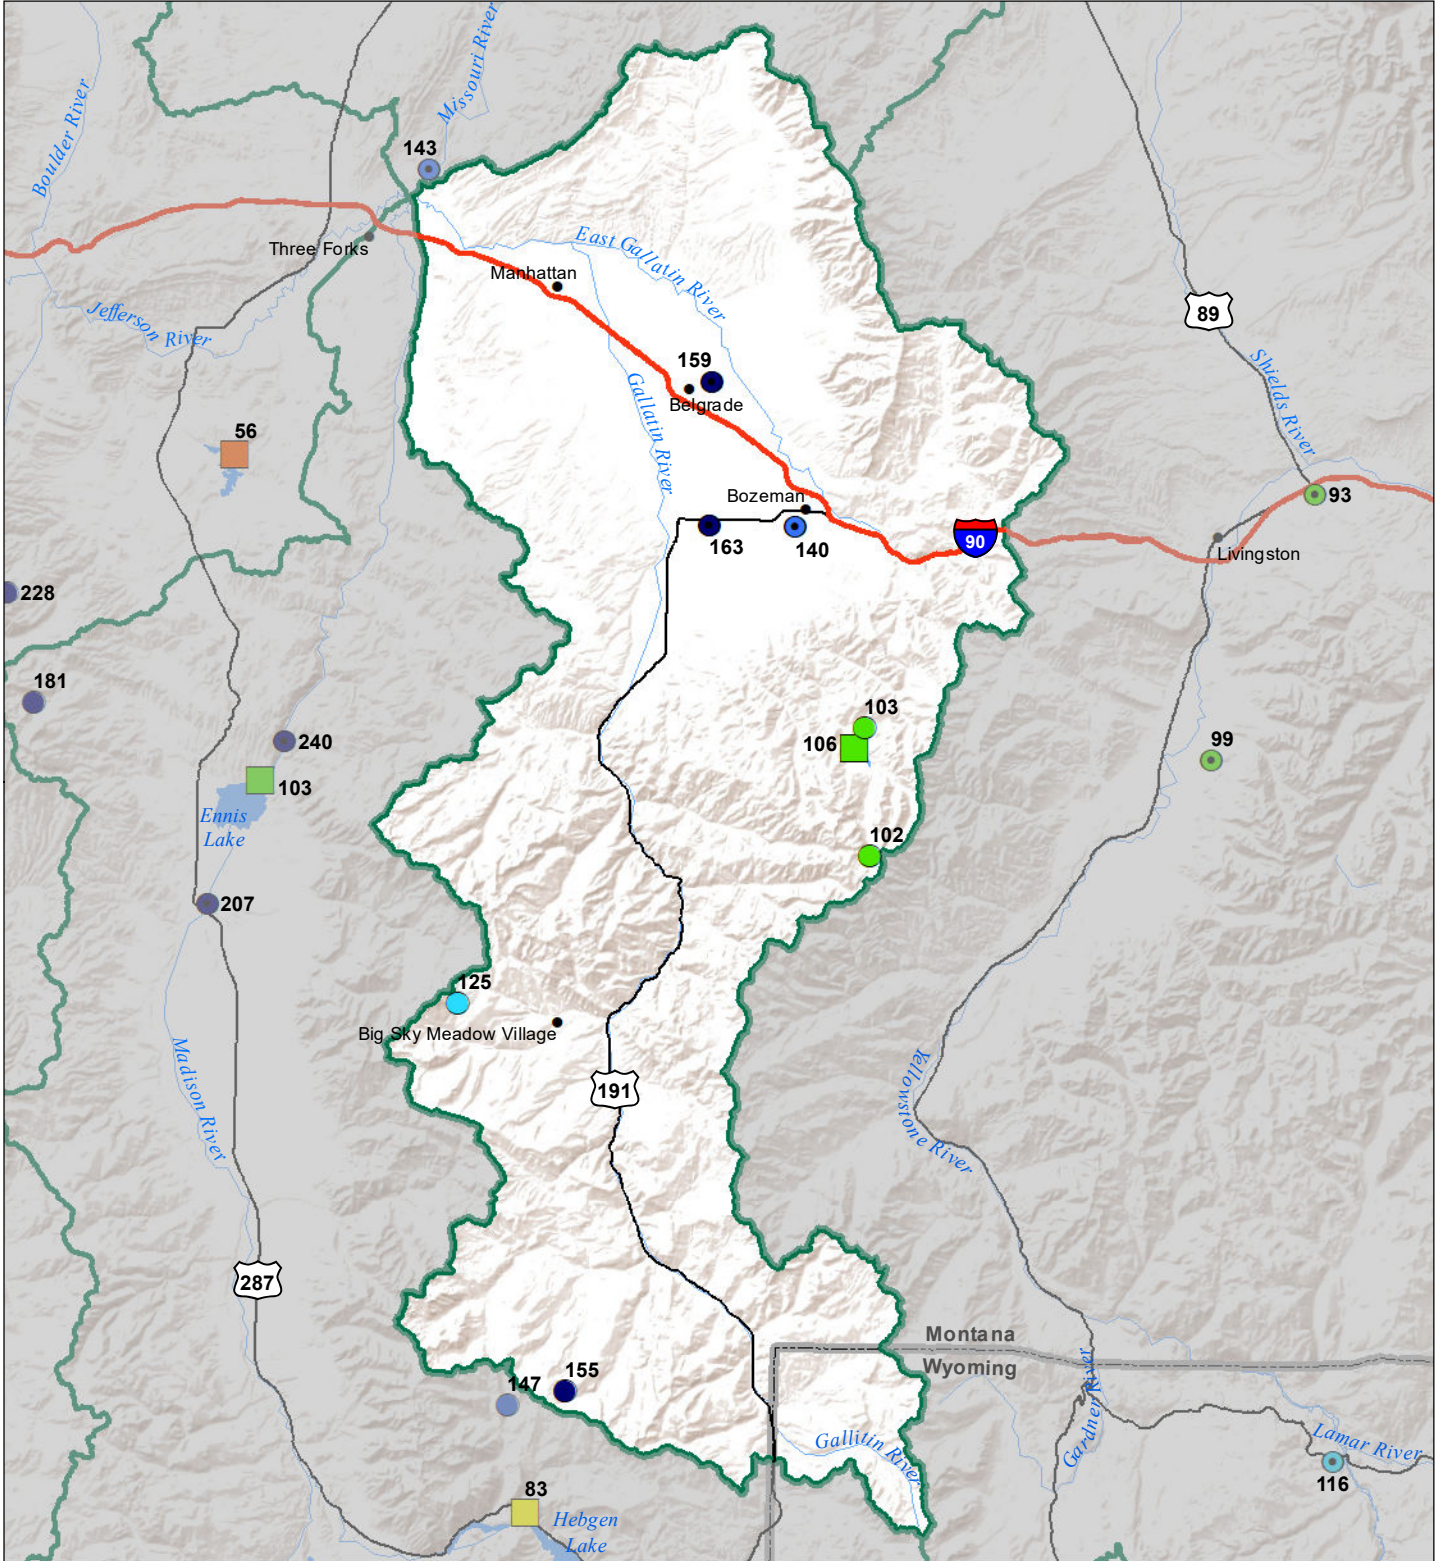 Missouri River
Boulder River
143
Three Forks
East Gallatin River
Manhattan
Jefferson River
89
Shields River
159
Belgrade
Gallatin River
56
Bozeman
93
163
140
90
Livingston
228
181
103
240
106
99
103
Ennis
Lake
102
207
125
Big Sky Meadow Village
Madison River
191
Yellowstone River
287
Montana
Wyoming
155
147
Gardner River
Gallitin River
Lamar River
116
83
Hebgen
Lake